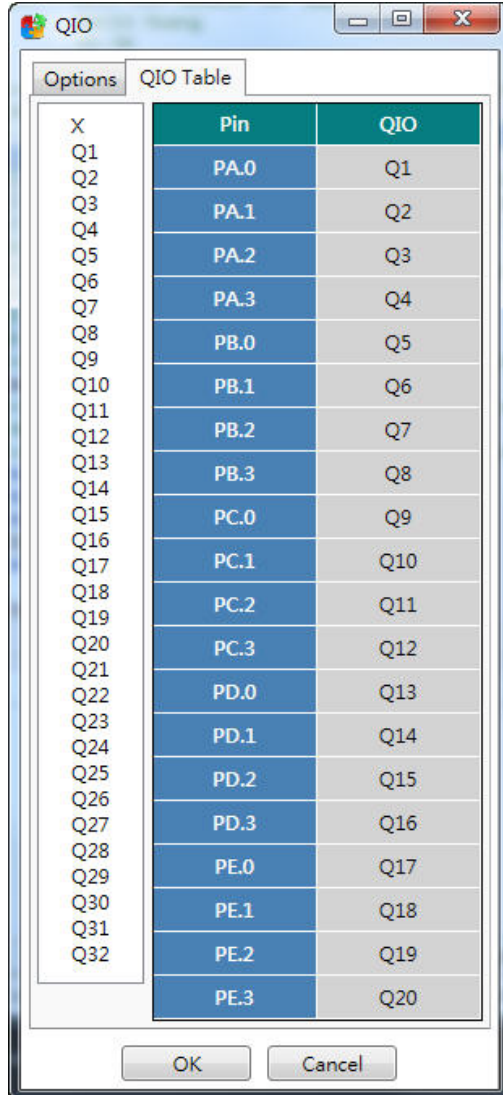 QIO
Options QIO Table
X
Q1
Q2
Q3
Q4
Q5
Q6
Q7
Q8
Q9
Q10
Q11
Q12
Q13
Q14
Q15
Q16
Q17
Q18
Q19
Q20
Q21
Q22
Q23
Q24
Q25
Q26
Q27
Q28
Q29
Q30
Q31
Q32
Pin QIO
PA.0 Q1
PA.1 Q2
PA.2 Q3
PA.3 Q4
PB.0 Q5
PB.1 Q6
PB.2 Q7
PB.3 Q8
PC.0 Q9
PC.1 Q10
PC.2 Q11
PC.3 Q12
PD.0 Q13
PD.1 Q14
PD.2 Q15
PD.3 Q16
PE.0 Q17
PE.1 Q18
PE.2 Q19
PE.3 Q20
OK Cancel